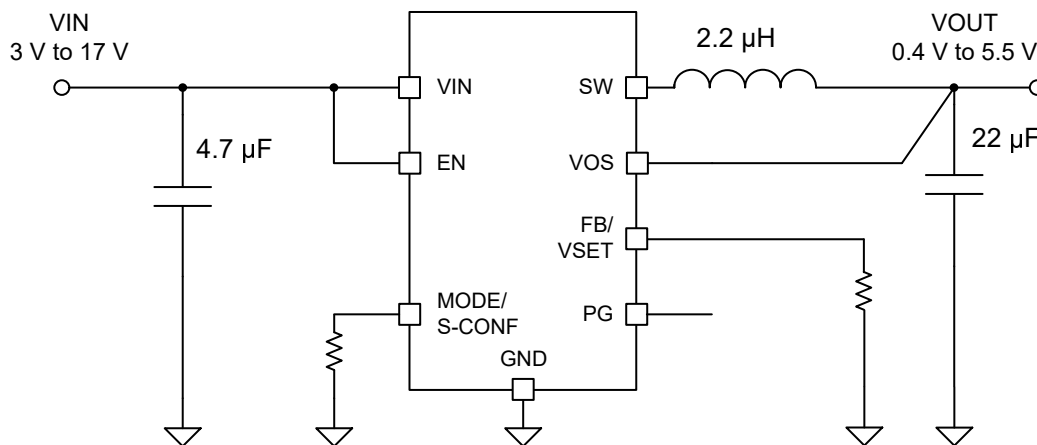 VIN
3 V to 17 V
4.7 µF
VIN
EN
MODE/
S-CONF
GND
SW
VOS
FB/
VSET
PG
2.2 µH
VOUT
0.4 V to 5.5 V
22 µF